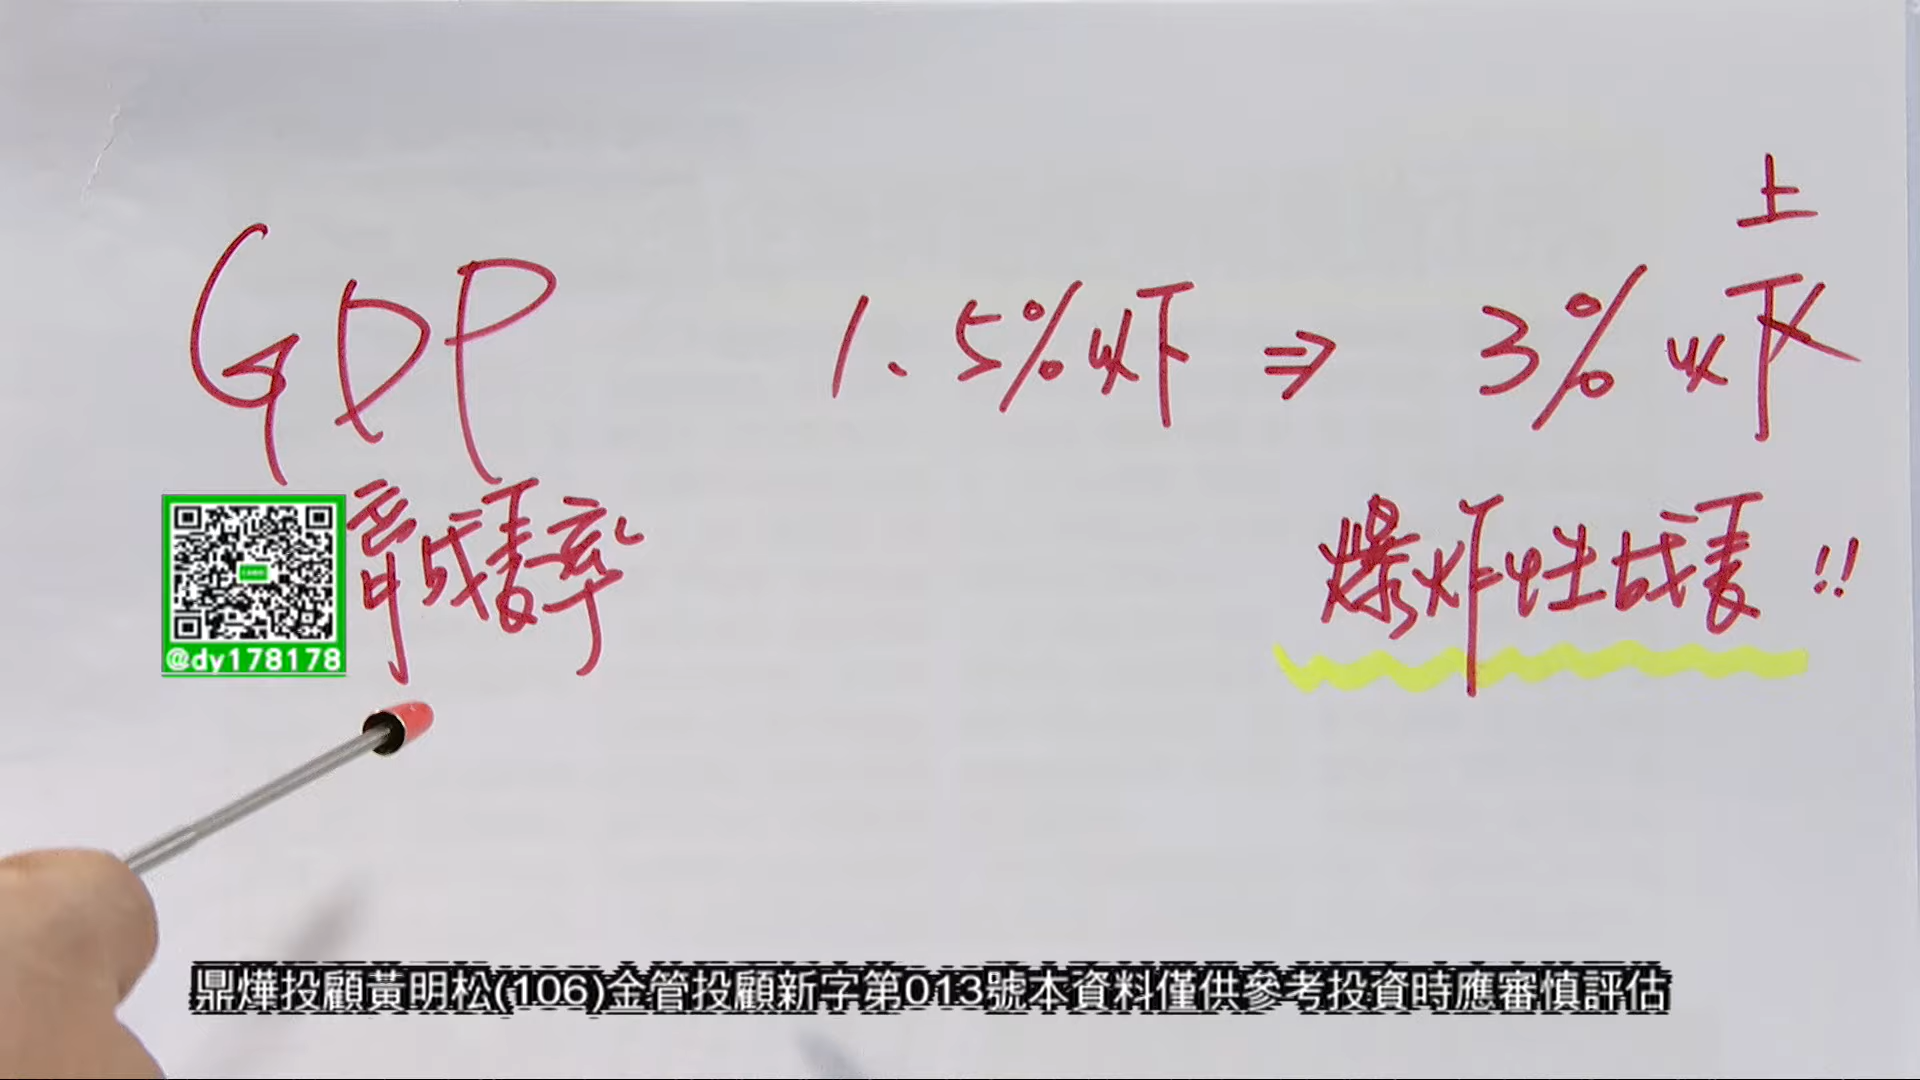 上
GDP 1.5%以下 ⇒ 3%以下
成長率 爆炸性成長!!
@dy178178
鼎燁投顧黃明松(106)金管投顧新字第013號本資料僅供參考投資時應審慎評估